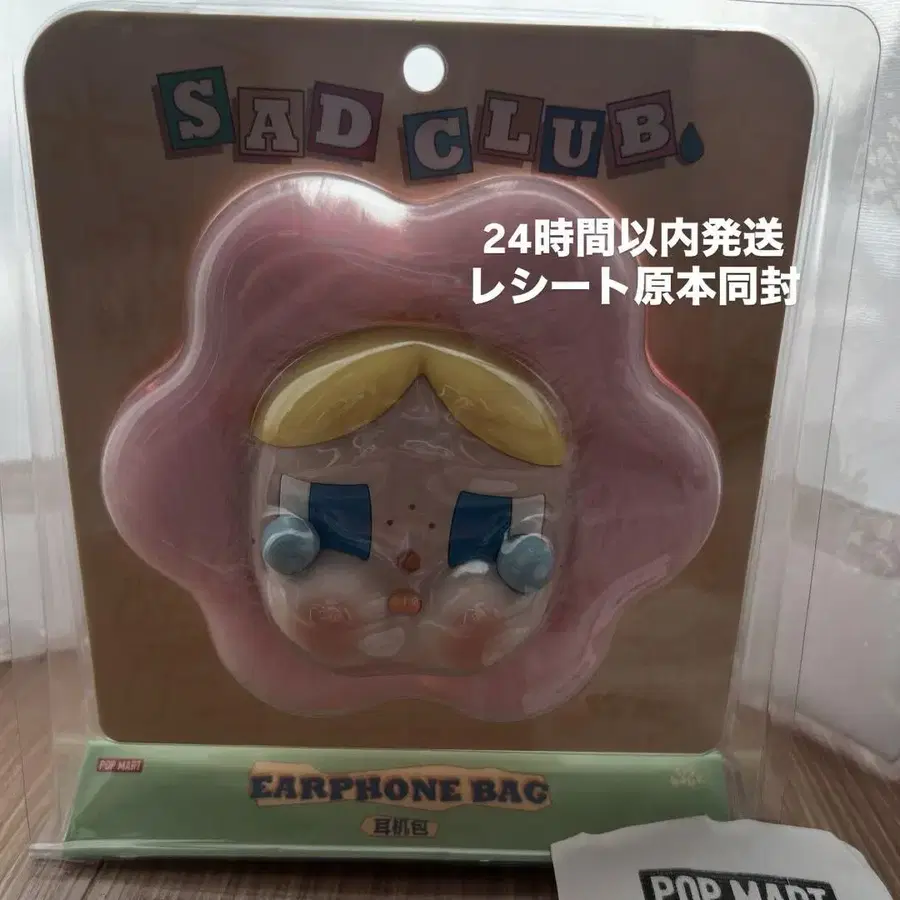 SAD CLUB
24時間以内発送
レシート原本同封
POP MART
EARPHONE BAG
耳机包
POP MART